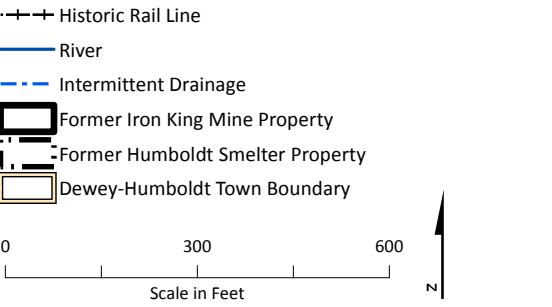 Historic Rail Line
River
Intermittent Drainage
Former Iron King Mine Property
Former Humboldt Smelter Property
Dewey-Humboldt Town Boundary
0 300 600
Scale in Feet
N